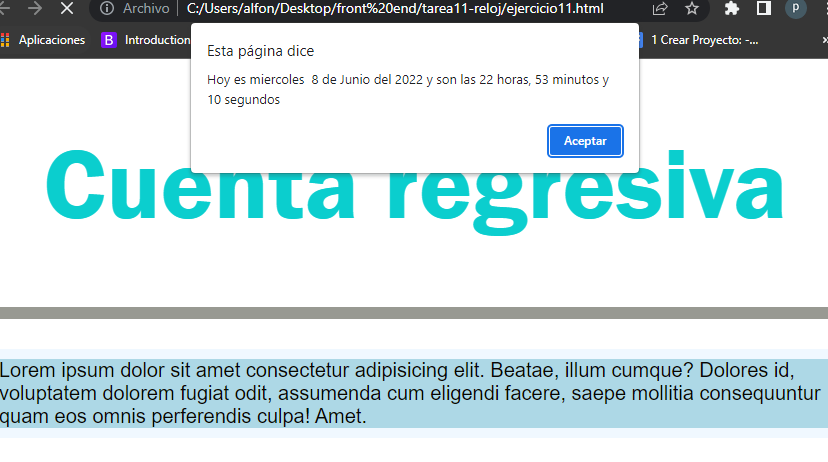 Archivo | C:/Users/alfon/Desktop/front%20end/tarea11-reloj/ejercicio11.html
p
Aplicaciones B Introduction 1 Crear Proyecto: -... »
Esta página dice
Hoy es miercoles  8 de Junio del 2022 y son las 22 horas, 53 minutos y
10 segundos
Aceptar
Cuenta regresiva
Lorem ipsum dolor sit amet consectetur adipisicing elit. Beatae, illum cumque? Dolores id,
voluptatem dolorem fugiat odit, assumenda cum eligendi facere, saepe mollitia consequuntur
quam eos omnis perferendis culpa! Amet.